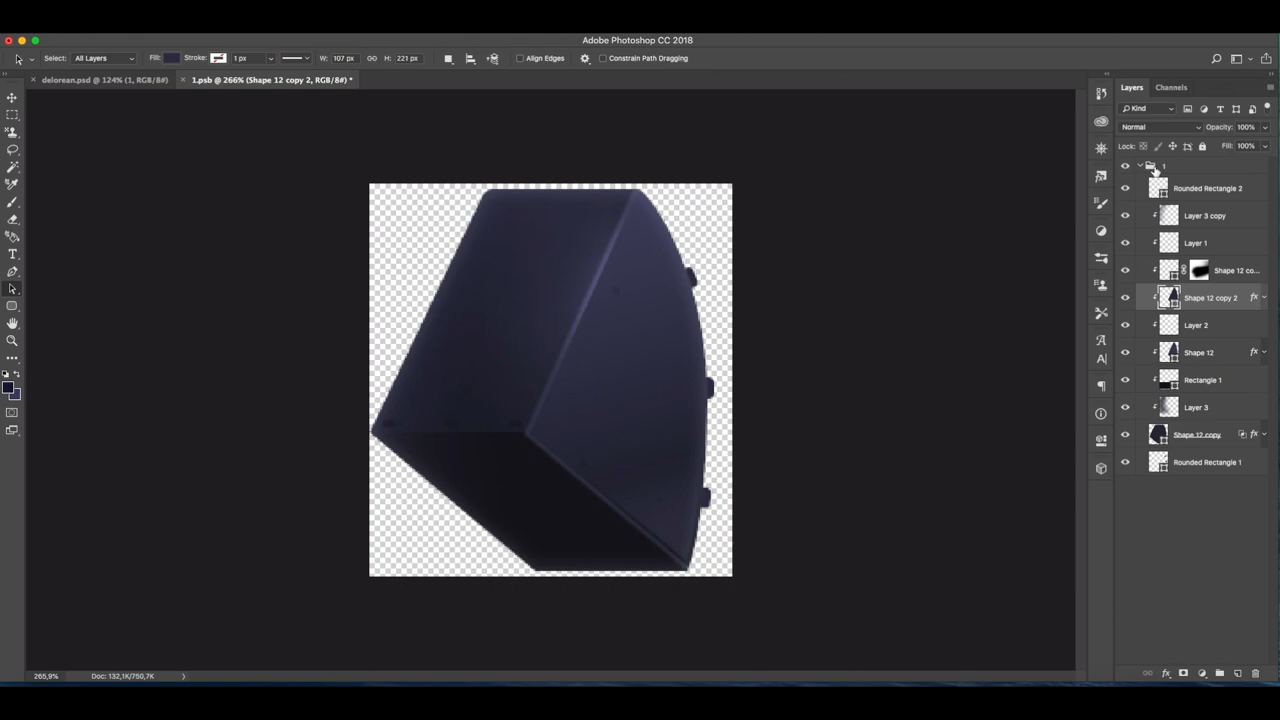 Adobe Photoshop CC 2018
Select: All Layers Fill: Stroke: 1 px W: 107 px H: 221 px Align Edges Constrain Path Dragging
delorean.psd @ 124% (1, RGB/8#) 1.psb @ 266% (Shape 12 copy 2, RGB/8#) *
Layers Channels
Kind
Normal Opacity: 100%
Lock: Fill: 100%
1
Rounded Rectangle 2
Layer 3 copy
Layer 1
Shape 12 co...
Shape 12 copy 2 fx
Layer 2
Shape 12 fx
Rectangle 1
Layer 3
Shape 12 copy fx
Rounded Rectangle 1
265,9% Doc: 132,1K/750,7K